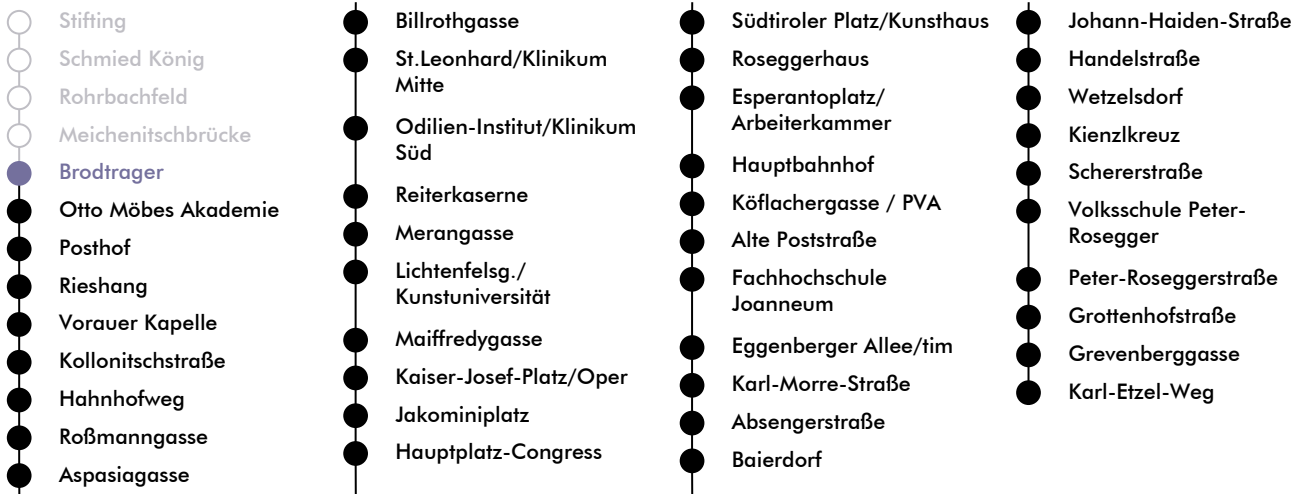 Stifting
Schmied König
Rohrbachfeld
Meichenitschbrücke
Brodtrager
Otto Möbes Akademie
Posthof
Rieshang
Vorauer Kapelle
Kollonitschstraße
Hahnhofweg
Roßmanngasse
Aspasiagasse
Billrothgasse
St.Leonhard/Klinikum
Mitte
Odilien-Institut/Klinikum
Süd
Reiterkaserne
Merangasse
Lichtenfelsg./
Kunstuniversität
Maiffredygasse
Kaiser-Josef-Platz/Oper
Jakominiplatz
Hauptplatz-Congress
Südtiroler Platz/Kunsthaus
Roseggerhaus
Esperantoplatz/
Arbeiterkammer
Hauptbahnhof
Köflachergasse / PVA
Alte Poststraße
Fachhochschule
Joanneum
Eggenberger Allee/tim
Karl-Morre-Straße
Absengerstraße
Baierdorf
Johann-Haiden-Straße
Handelstraße
Wetzelsdorf
Kienzlkreuz
Schererstraße
Volksschule Peter-
Rosegger
Peter-Roseggerstraße
Grottenhofstraße
Grevenberggasse
Karl-Etzel-Weg